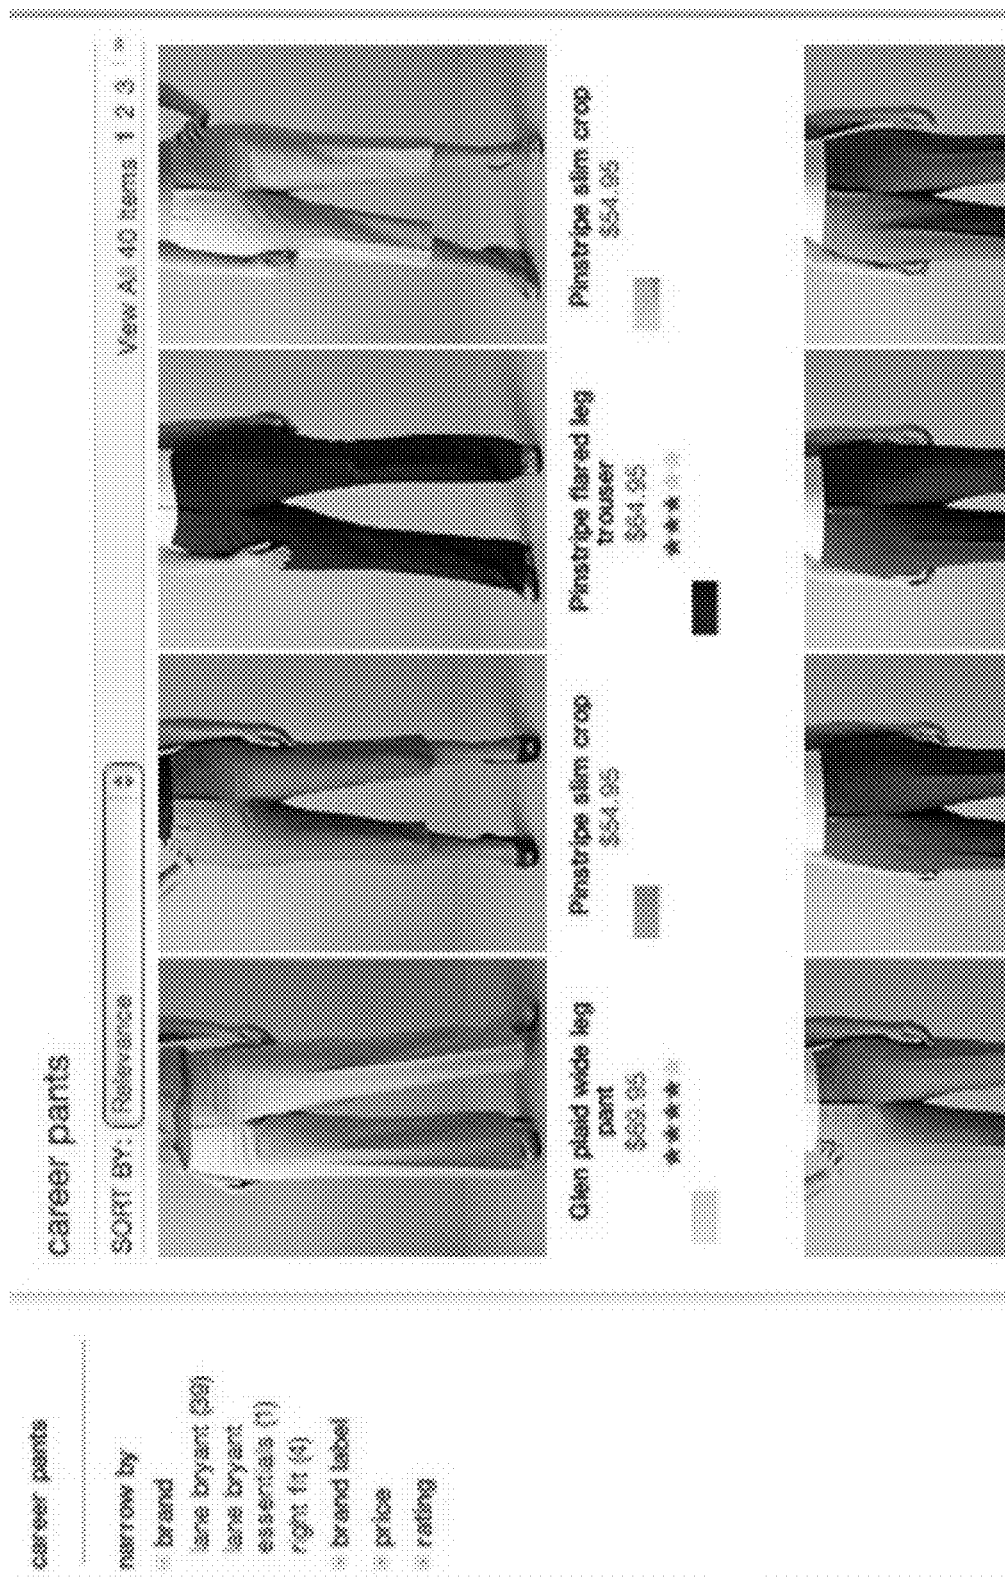 career pants
narrow by
brand
lane bryant (39)
lane bryant
essentials (1)
right fit (4)
brand label
price
rating
career pants
SORT BY: Relevance
View All 40 items 1 2 3 »
Glen plaid wide leg
pant
$69.95
★★★★☆
Pinstripe slim crop
$54.95
Pinstripe flared leg
trouser
$64.95
★★★☆☆
Pinstripe slim crop
$54.95